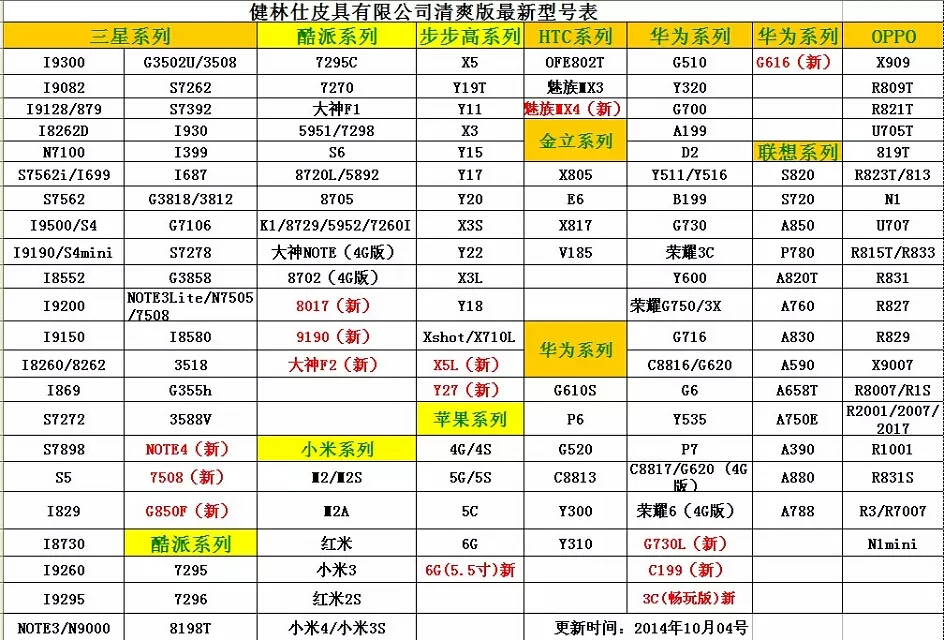 健林仕皮具有限公司清爽版最新型号表
三星系列 酷派系列 步步高系列 HTC系列 华为系列 华为系列 OPPO
I9300 G3502U/3508 7295C X5 OFE802T G510 G616（新） X909
I9082 S7262 7270 Y19T 魅族MX3 Y320 R809T
I9128/879 S7392 大神F1 Y11 魅族MX4（新） G700 R821T
I8262D I930 5951/7298 X3 金立系列 A199 U705T
N7100 I399 S6 Y15 D2 联想系列 819T
S7562i/I699 I687 8720L/5892 Y17 X805 Y511/Y516 S820 R823T/813
S7562 G3818/3812 8705 Y20 E6 B199 S720 N1
I9500/S4 G7106 K1/8729/5952/7260I X3S X817 G730 A850 U707
I9190/S4mini S7278 大神NOTE（4G版） Y22 V185 荣耀3C P780 R815T/R833
I8552 G3858 8702（4G版） X3L Y600 A820T R831
I9200 NOTE3Lite/N7505 8017（新） Y18 荣耀G750/3X A760 R827
/7508
I9150 I8580 9190（新） Xshot/X710L 华为系列 G716 A830 R829
I8260/8262 3518 大神F2（新） X5L（新） C8816/G620 A590 X9007
I869 G355h Y27（新） G610S G6 A658T R8007/R1S
S7272 3588V 苹果系列 P6 Y535 A750E R2001/2007/
2017
S7898 NOTE4（新） 小米系列 4G/4S G520 P7 A390 R1001
S5 7508（新） M2/M2S 5G/5S C8813 C8817/G620（4G A880 R831S
版）
I829 G850F（新） M2A 5C Y300 荣耀6（4G版） A788 R3/R7007
I8730 酷派系列 红米 6G Y310 G730L（新） N1mini
I9260 7295 小米3 6G(5.5寸)新 C199（新）
I9295 7296 红米2S 3C(畅玩版)新
NOTE3/N9000 8198T 小米4/小米3S 更新时间：2014年10月04号